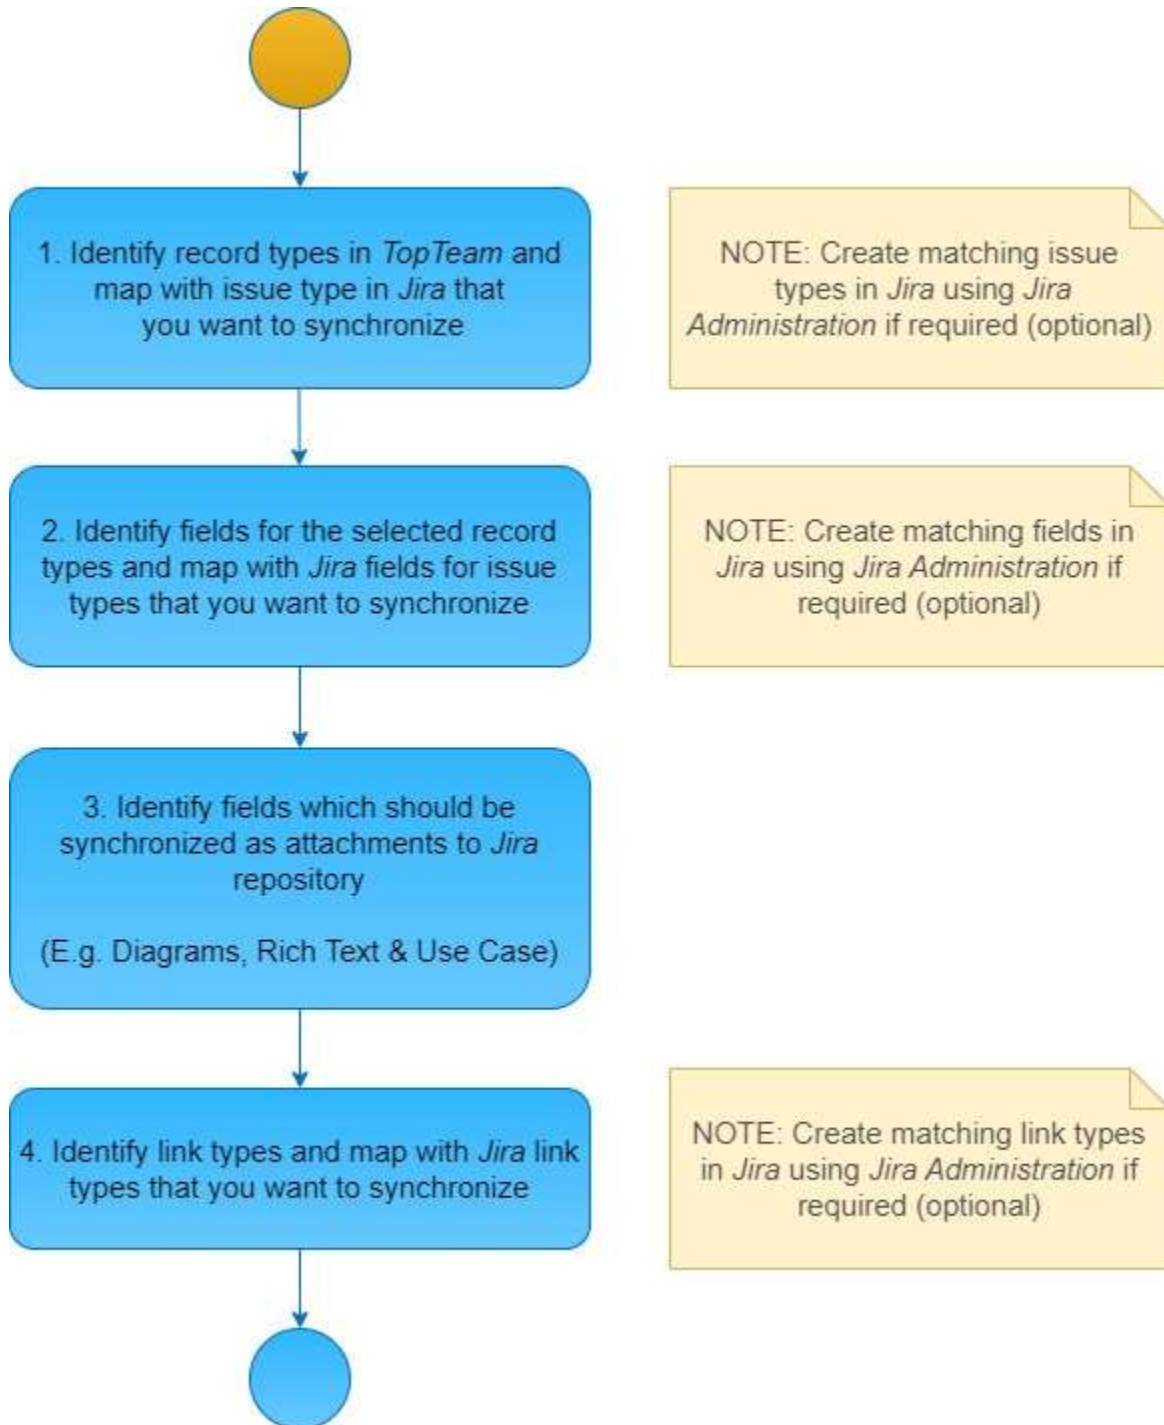 1. Identify record types in TopTeam and
map with issue type in Jira that
you want to synchronize
NOTE: Create matching issue
types in Jira using Jira
Administration if required (optional)
2. Identify fields for the selected record
types and map with Jira fields for issue
types that you want to synchronize
NOTE: Create matching fields in
Jira using Jira Administration if
required (optional)
3. Identify fields which should be
synchronized as attachments to Jira
repository
(E.g. Diagrams, Rich Text & Use Case)
4. Identify link types and map with Jira link
types that you want to synchronize
NOTE: Create matching link types
in Jira using Jira Administration if
required (optional)